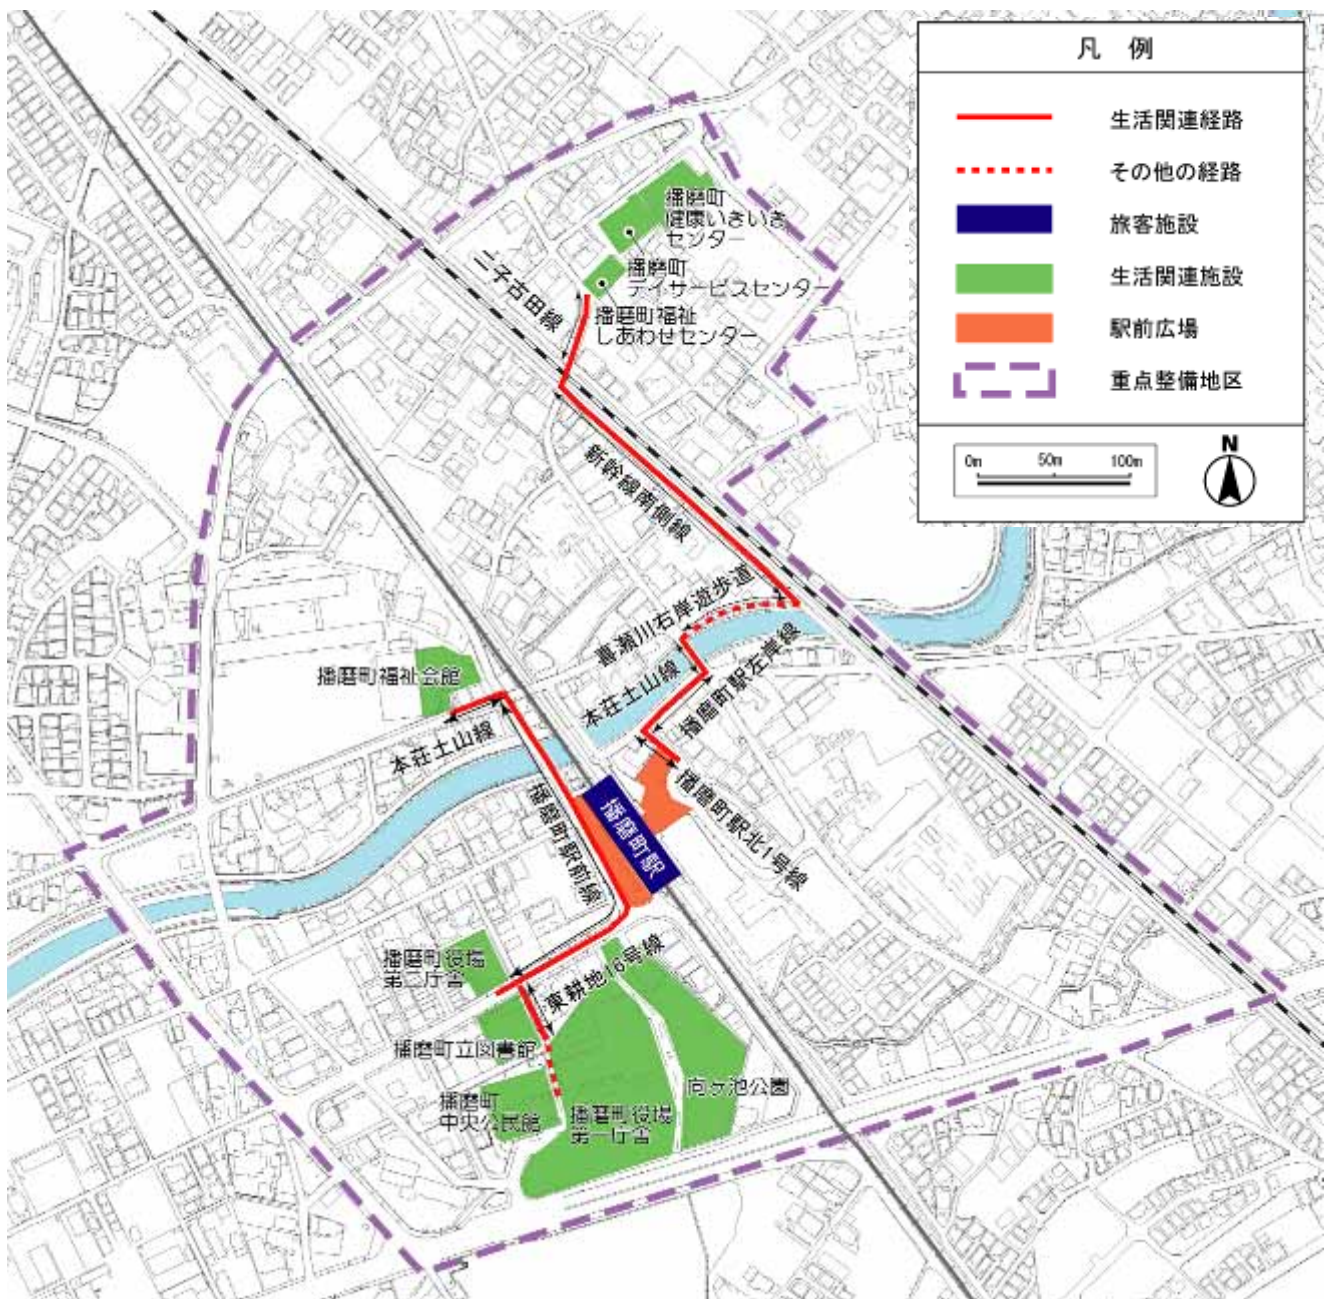 凡 例
生活関連経路
その他の経路
旅客施設
生活関連施設
駅前広場
重点整備地区
0m 50m 100m
N
播磨町
健康いきいき
センター
播磨町
デイサービスセンター
播磨町福祉
しあわせセンター
二子古田線
新幹線南側線
喜瀬川右岸遊歩道
本荘土山線
播磨町駅左岸線
播磨町福祉会館
本荘土山線
播磨町駅前線
播磨町駅
播磨町駅北1号線
播磨町役場
第二庁舎
東耕地16号線
播磨町立図書館
播磨町
中央公民館
播磨町役場
第一庁舎
向ヶ池公園